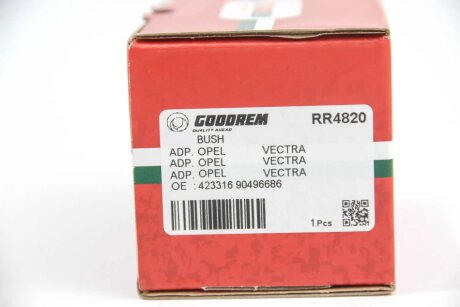 GOODREM RR4820
QUALITY AHEAD
BUSH
ADP. OPEL VECTRA
ADP. OPEL VECTRA
ADP. OPEL VECTRA
OE : 423316 90496686
1 Pcs